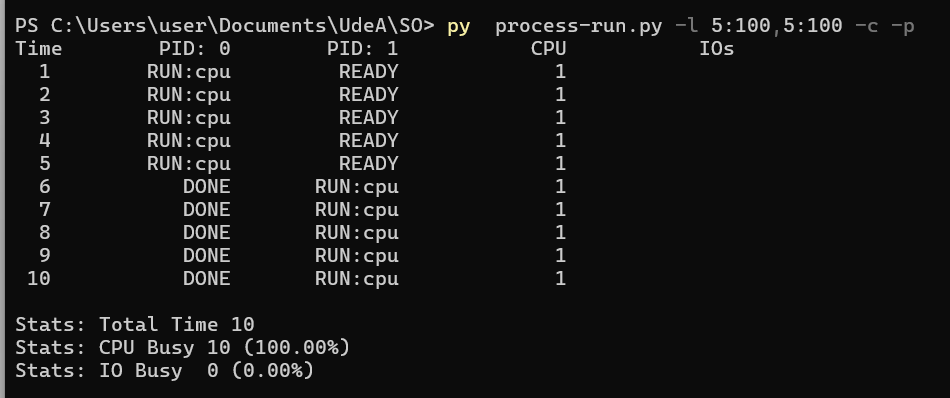 PS C:\Users\user\Documents\UdeA\SO> py  process-run.py -l 5:100,5:100 -c -p
Time        PID: 0        PID: 1           CPU           IOs
  1        RUN:cpu         READY             1
  2        RUN:cpu         READY             1
  3        RUN:cpu         READY             1
  4        RUN:cpu         READY             1
  5        RUN:cpu         READY             1
  6           DONE       RUN:cpu             1
  7           DONE       RUN:cpu             1
  8           DONE       RUN:cpu             1
  9           DONE       RUN:cpu             1
 10           DONE       RUN:cpu             1

Stats: Total Time 10
Stats: CPU Busy 10 (100.00%)
Stats: IO Busy  0 (0.00%)